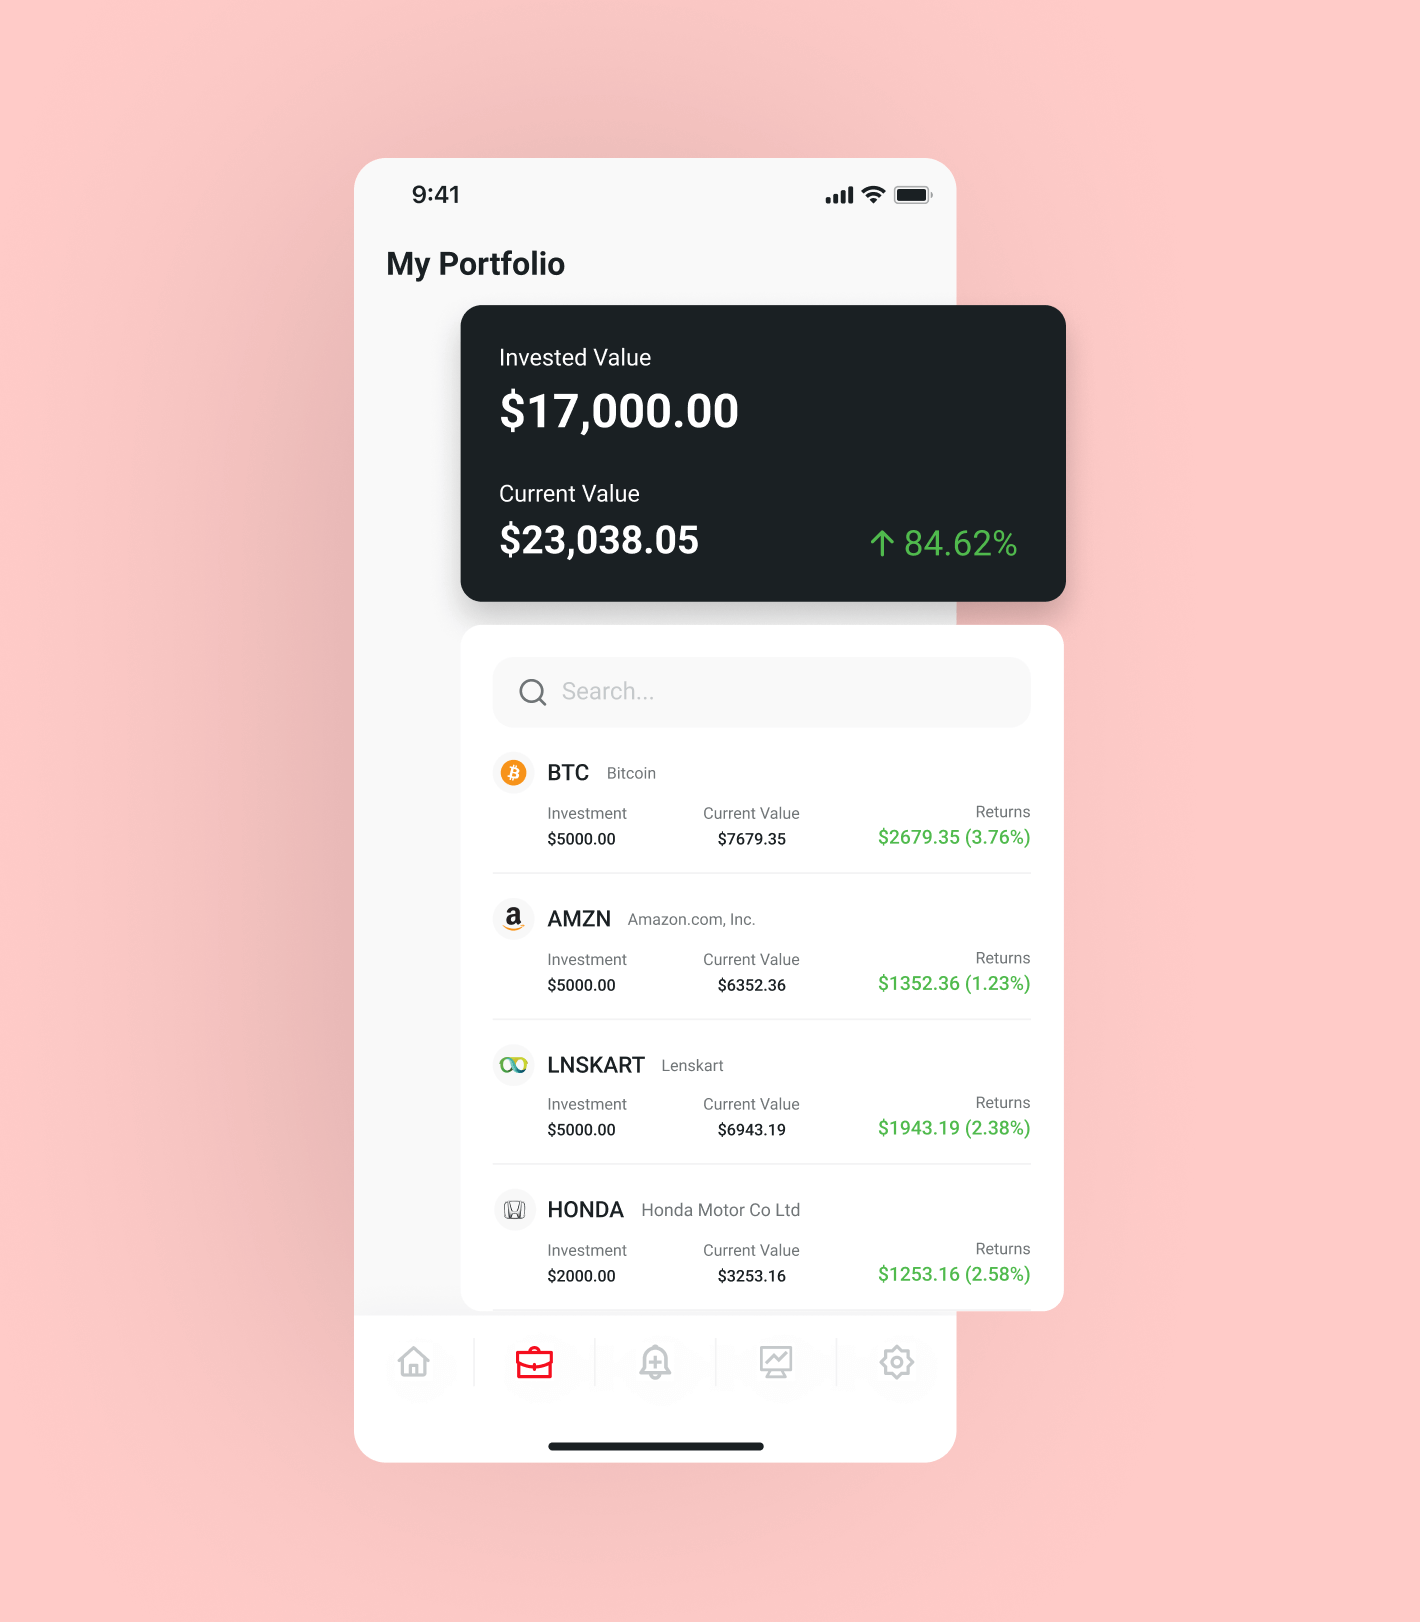 9:41
My Portfolio
Invested Value
$17,000.00
Current Value
$23,038.05
↑ 84.62%
Search...
BTC Bitcoin
Investment Current Value Returns
$5000.00 $7679.35 $2679.35 (3.76%)
AMZN Amazon.com, Inc.
Investment Current Value Returns
$5000.00 $6352.36 $1352.36 (1.23%)
LNSKART Lenskart
Investment Current Value Returns
$5000.00 $6943.19 $1943.19 (2.38%)
HONDA Honda Motor Co Ltd
Investment Current Value Returns
$2000.00 $3253.16 $1253.16 (2.58%)